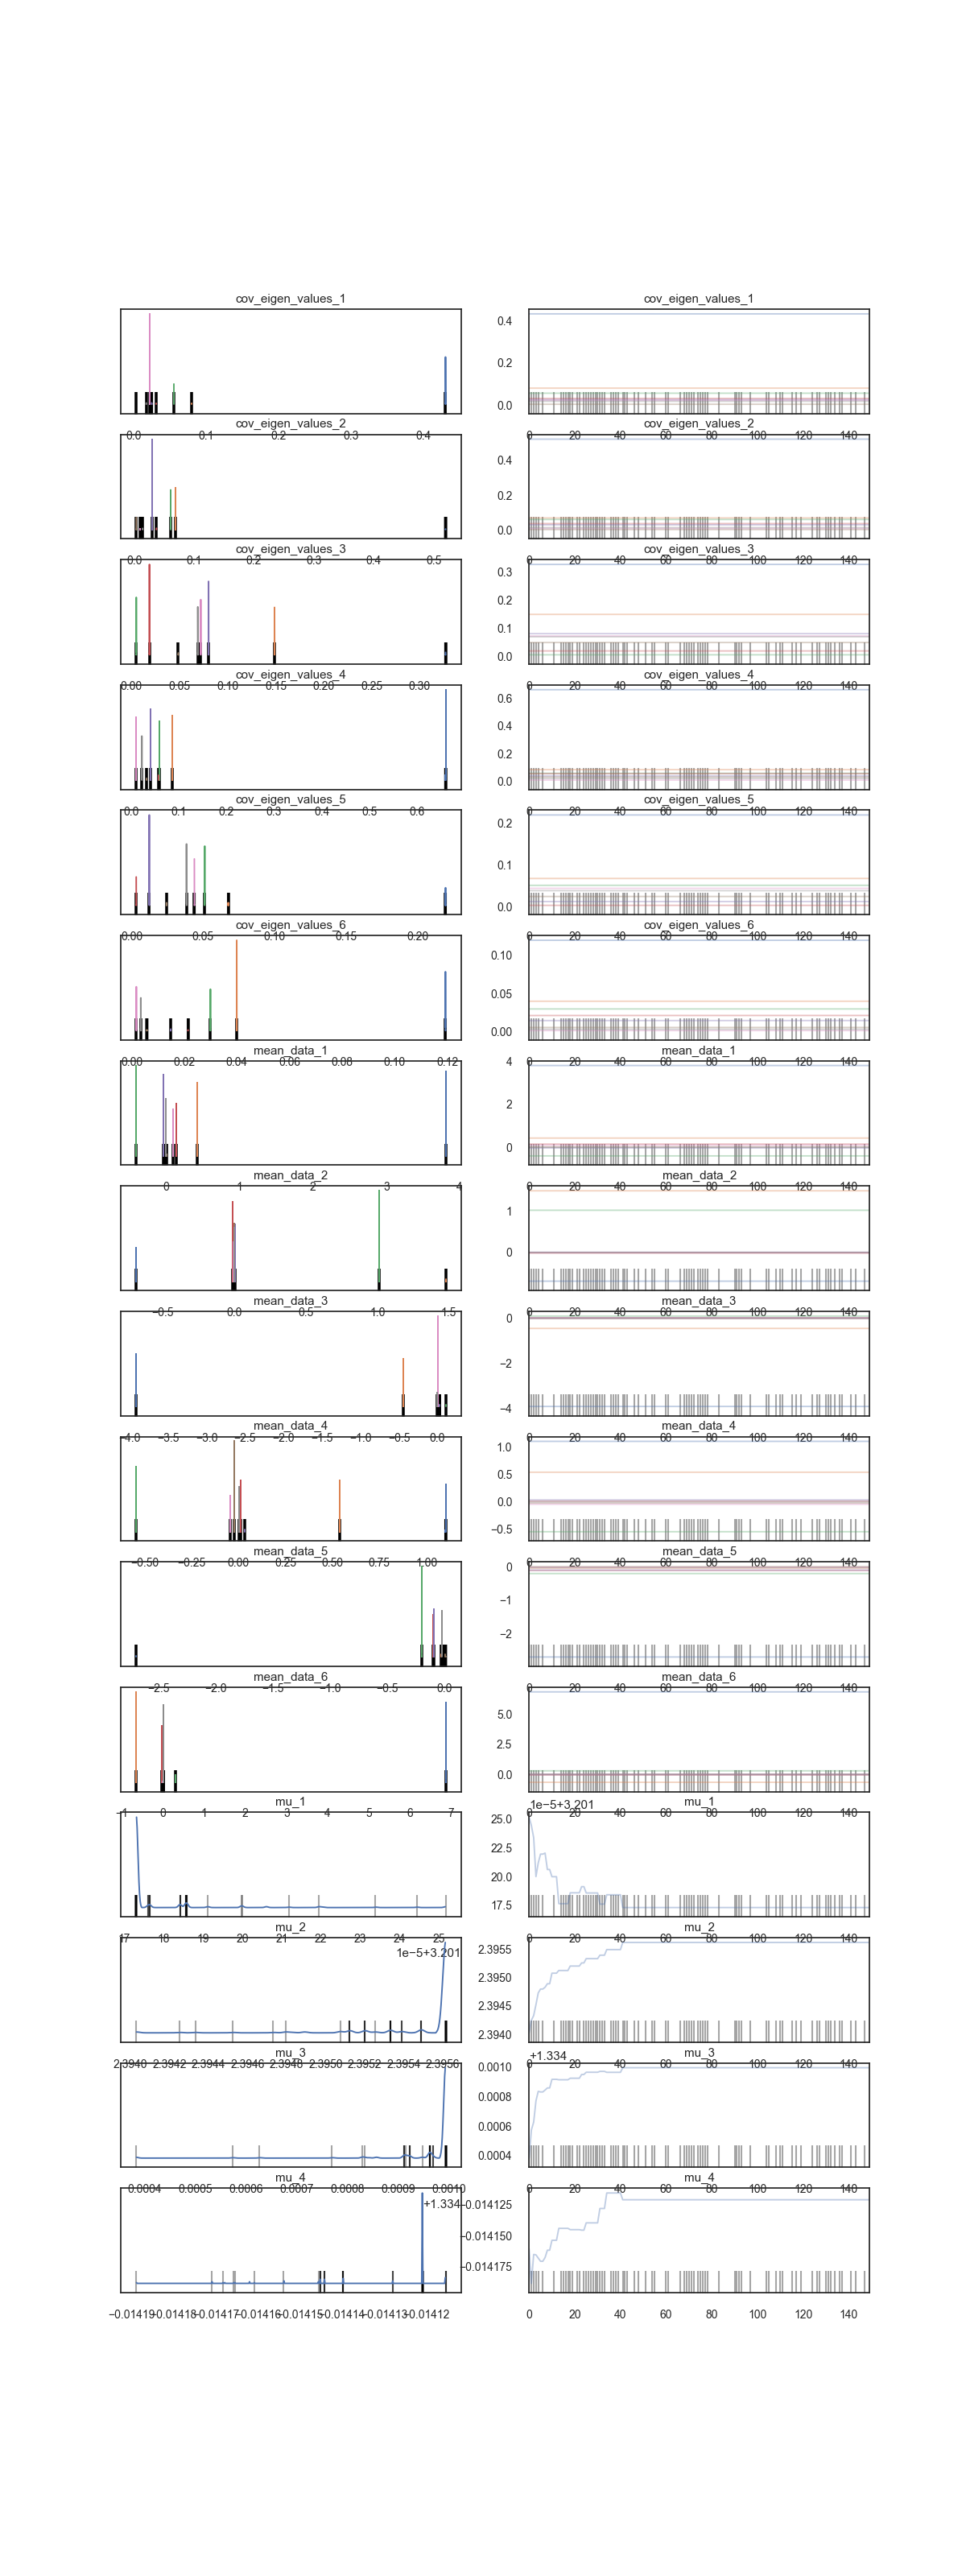 cov_eigen_values_1 cov_eigen_values_1
0.4
0.2
0.0
0.0 0.1 0.2 0.3 0.4 0 20 40 60 80 100 120 140
cov_eigen_values_2 cov_eigen_values_2
0.4
0.2
0.0
0.0 0.1 0.2 0.3 0.4 0.5 0 20 40 60 80 100 120 140
cov_eigen_values_3 cov_eigen_values_3
0.3
0.2
0.1
0.0
0.00 0.05 0.10 0.15 0.20 0.25 0.30 0 20 40 60 80 100 120 140
cov_eigen_values_4 cov_eigen_values_4
0.6
0.4
0.2
0.0
0.0 0.1 0.2 0.3 0.4 0.5 0.6 0 20 40 60 80 100 120 140
cov_eigen_values_5 cov_eigen_values_5
0.2
0.1
0.0
0.00 0.05 0.10 0.15 0.20 0 20 40 60 80 100 120 140
cov_eigen_values_6 cov_eigen_values_6
0.10
0.05
0.00
0.00 0.02 0.04 0.06 0.08 0.10 0.12 0 20 40 60 80 100 120 140
mean_data_1 mean_data_1
4
2
0
0 1 2 3 4 0 20 40 60 80 100 120 140
mean_data_2 mean_data_2
1
0
−0.5 0.0 0.5 1.0 1.5 0 20 40 60 80 100 120 140
mean_data_3 mean_data_3
0
−2
−4
−4.0 −3.5 −3.0 −2.5 −2.0 −1.5 −1.0 −0.5 0.0 0 20 40 60 80 100 120 140
mean_data_4 mean_data_4
1.0
0.5
0.0
−0.5
−0.50 −0.25 0.00 0.25 0.50 0.75 1.00 0 20 40 60 80 100 120 140
mean_data_5 mean_data_5
0
−1
−2
−2.5 −2.0 −1.5 −1.0 −0.5 0.0 0 20 40 60 80 100 120 140
mean_data_6 mean_data_6
5.0
2.5
0.0
−1 0 1 2 3 4 5 6 7 0 20 40 60 80 100 120 140
mu_1 mu_1
1e−5+3.201
25.0
22.5
20.0
17.5
17 18 19 20 21 22 23 24 25 0 20 40 60 80 100 120 140
1e−5+3.201
mu_2 mu_2
2.3955
2.3950
2.3945
2.3940
2.3940 2.3942 2.3944 2.3946 2.3948 2.3950 2.3952 2.3954 2.3956 0 20 40 60 80 100 120 140
mu_3 mu_3
+1.334
0.0010
0.0008
0.0006
0.0004
0.0004 0.0005 0.0006 0.0007 0.0008 0.0009 0.0010 0 20 40 60 80 100 120 140
+1.334
mu_4 mu_4
−0.014125
−0.014150
−0.014175
−0.01419 −0.01418 −0.01417 −0.01416 −0.01415 −0.01414 −0.01413 −0.01412 0 20 40 60 80 100 120 140